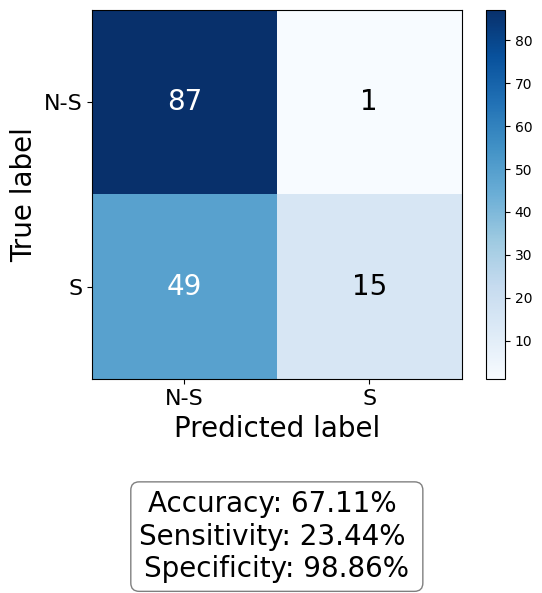 80
70
60
50
40
30
20
10
True label
N-S
87
1
S
49
15
N-S
S
Predicted label
Accuracy: 67.11%
Sensitivity: 23.44%
Specificity: 98.86%